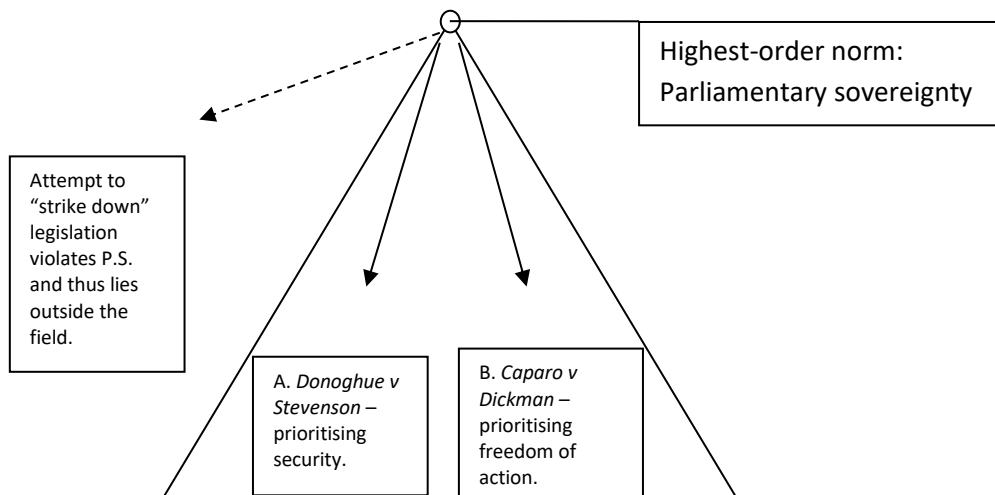 Highest-order norm:
Parliamentary sovereignty
Attempt to
“strike down”
legislation
violates P.S.
and thus lies
outside the
field.
A. Donoghue v
Stevenson –
prioritising
security.
B. Caparo v
Dickman –
prioritising
freedom of
action.